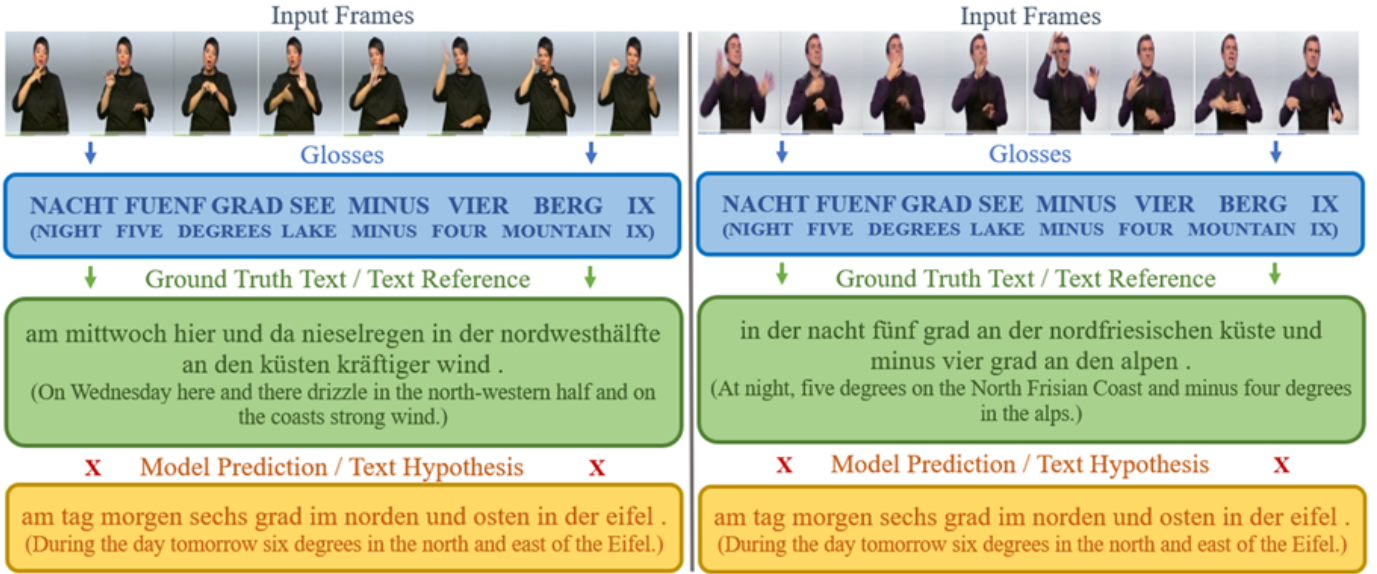 Input Frames
Glosses
NACHT FUENF GRAD SEE MINUS VIER BERG IX
(NIGHT FIVE DEGREES LAKE MINUS FOUR MOUNTAIN IX)
Ground Truth Text / Text Reference
am mittwoch hier und da nieselregen in der nordwesthälfte
an den küsten kräftiger wind .
(On Wednesday here and there drizzle in the north-western half and on
the coasts strong wind.)
X Model Prediction / Text Hypothesis X
am tag morgen sechs grad im norden und osten in der eifel .
(During the day tomorrow six degrees in the north and east of the Eifel.)
Input Frames
Glosses
NACHT FUENF GRAD SEE MINUS VIER BERG IX
(NIGHT FIVE DEGREES LAKE MINUS FOUR MOUNTAIN IX)
Ground Truth Text / Text Reference
in der nacht fünf grad an der nordfriesischen küste und
minus vier grad an den alpen .
(At night, five degrees on the North Frisian Coast and minus four degrees
in the alps.)
X Model Prediction / Text Hypothesis X
am tag morgen sechs grad im norden und osten in der eifel .
(During the day tomorrow six degrees in the north and east of the Eifel.)